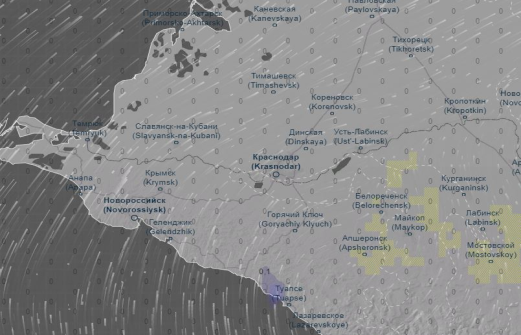 Павловская
(Pavlovskaya)
Каневская
(Kanevskaya)
Приморско-Ахтарск
(Primorsko-Akhtarsk)
Тихорецк
(Tikhoretsk)
Тимашевск
(Timashevsk)
Кореновск
(Korenovsk)
Кропоткин
(Kropotkin)
Темрюк
(Temryuk)
Славянск-на-Кубани
(Slavyansk-na-Kubani)
Динская
(Dinskaya)
Усть-Лабинск
(Ust'-Labinsk)
Краснодар
(Krasnodar)
Крымск
(Krymsk)
Анапа
(Anapa)
Курганинск
(Kurganinsk)
Новороссийск
(Novorossiysk)
Белореченск
(Belorechensk)
Геленджик
(Gelendzhik)
Горячий Ключ
(Goryachiy Klyuch)
Майкоп
(Maykop)
Лабинск
(Labinsk)
Апшеронск
(Apsheronsk)
Мостовской
(Mostovskoy)
Туапсе
(Tuapse)
Лазаревское
(Lazarevskoye)